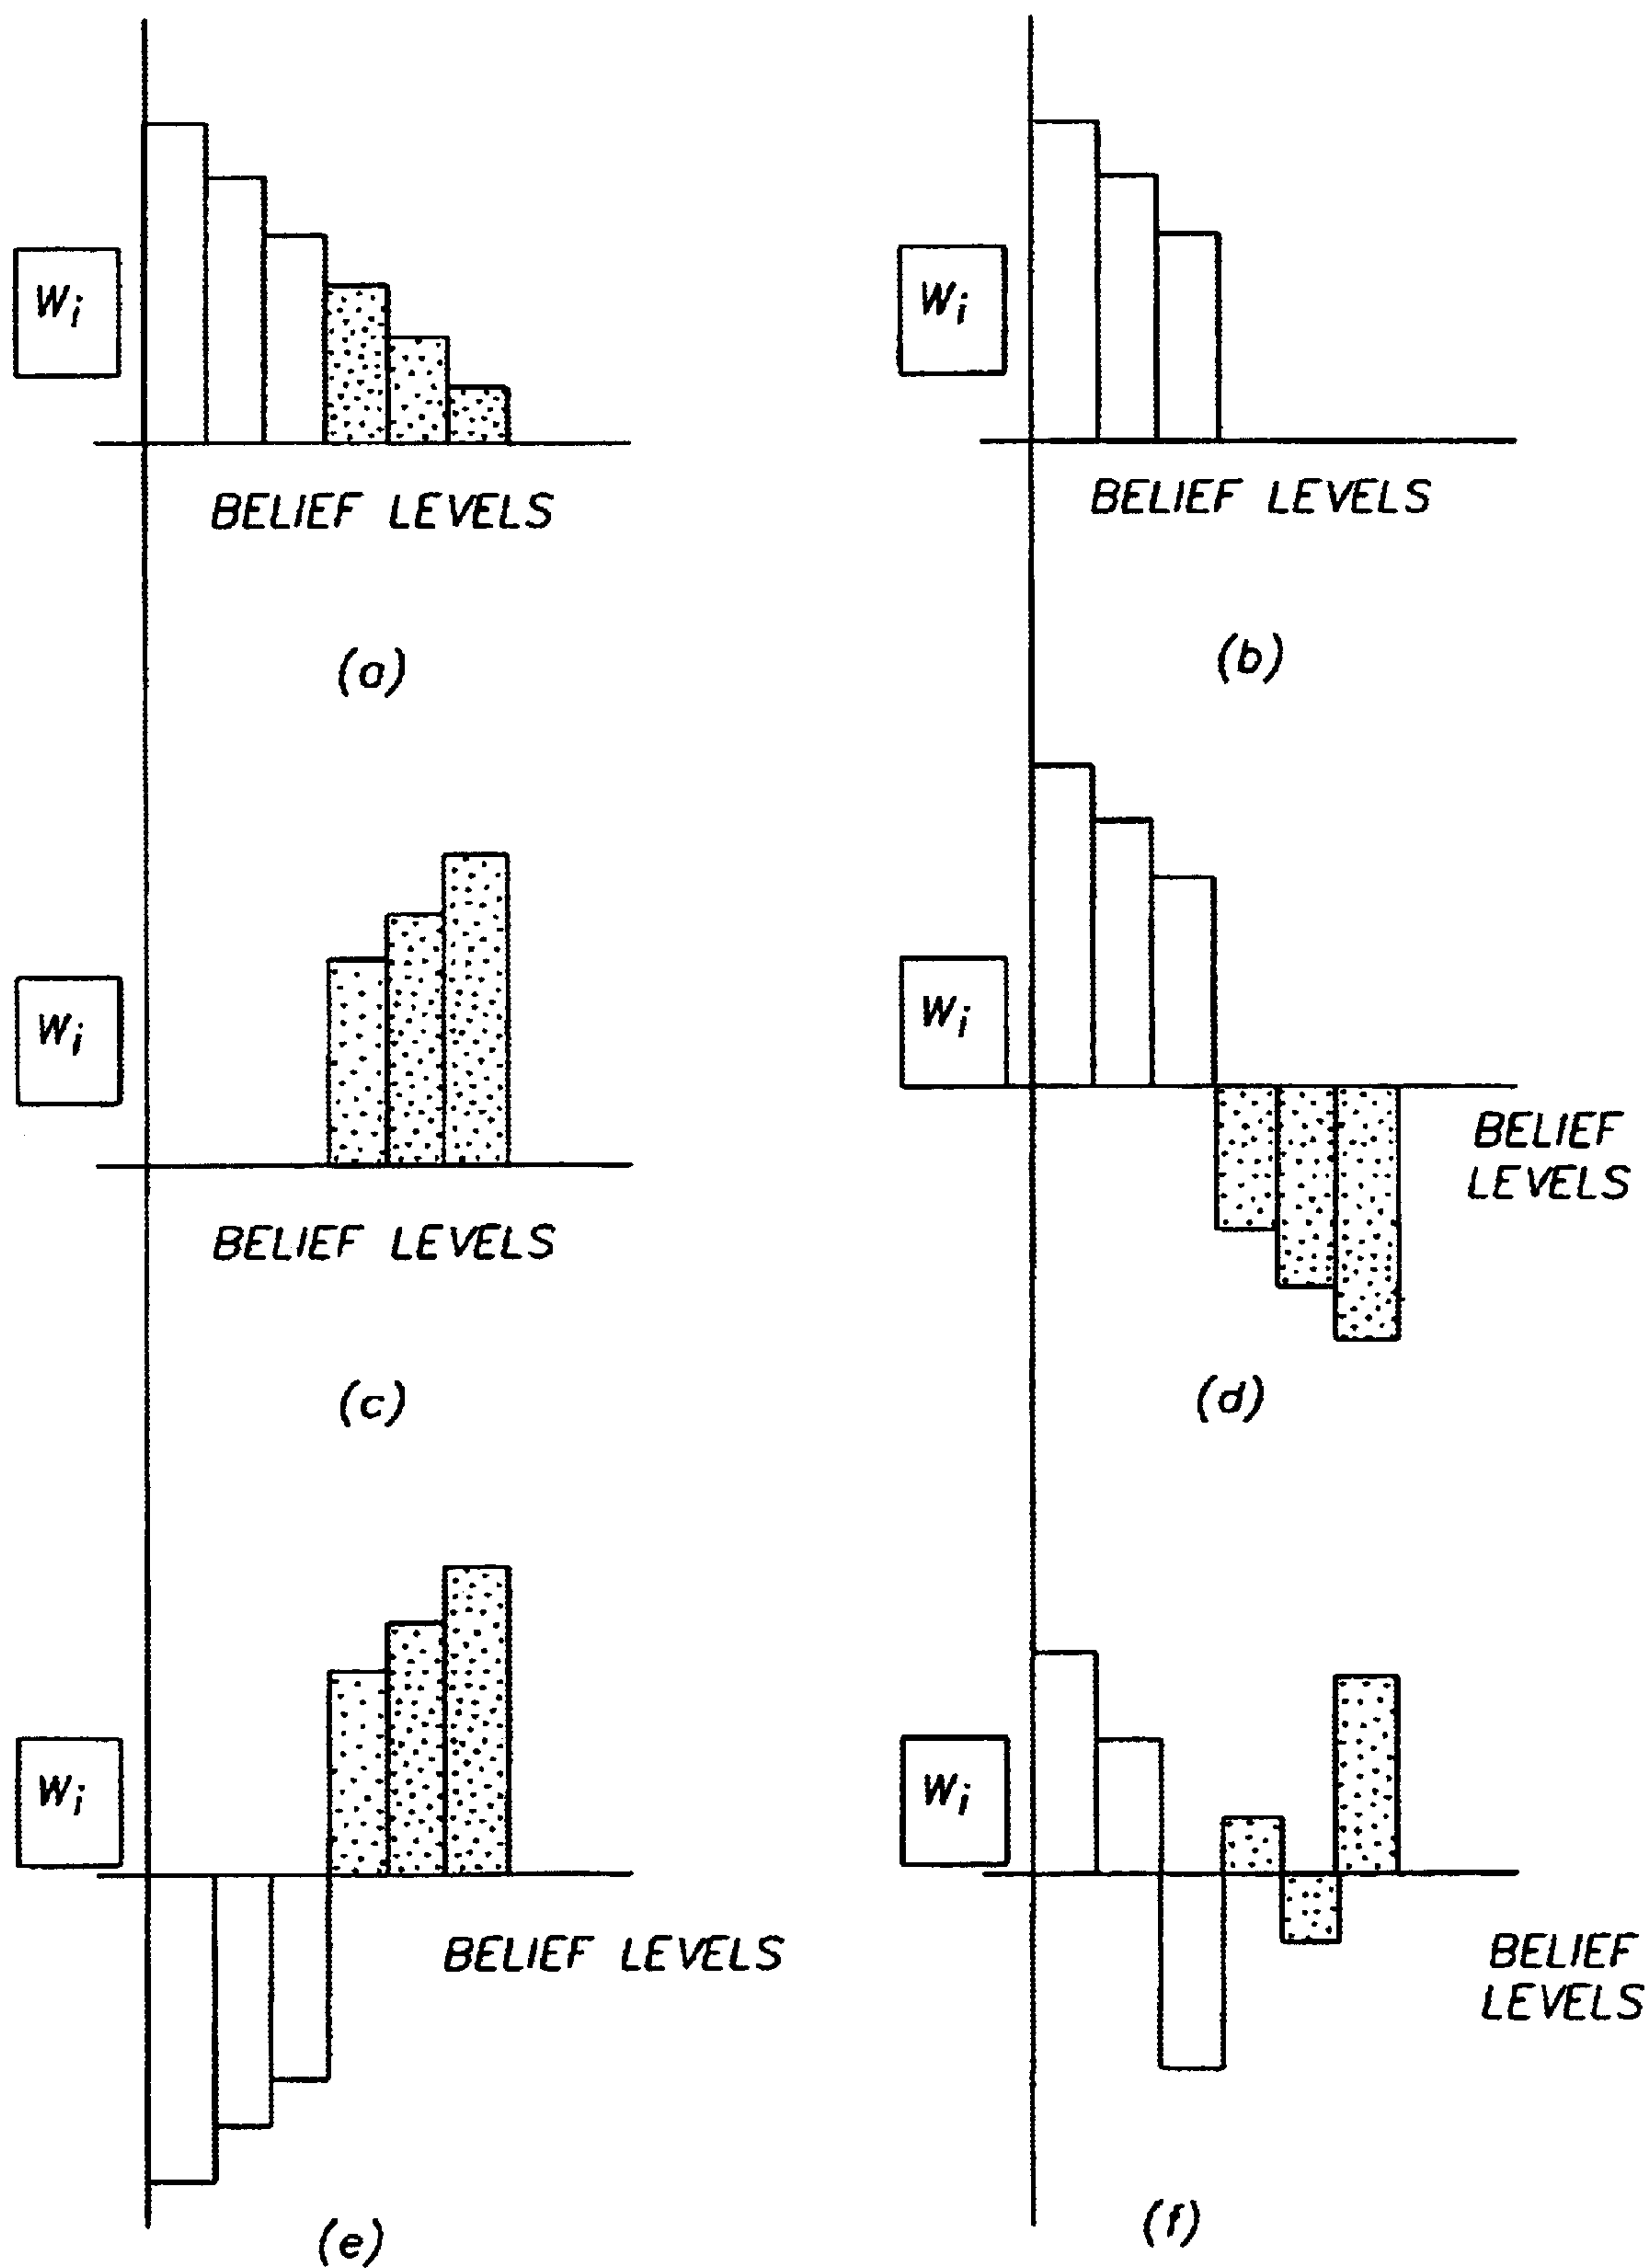 Wi
BELIEF LEVELS
(a)
Wi
BELIEF LEVELS
(b)
Wi
BELIEF LEVELS
(c)
Wi
BELIEF
LEVELS
(d)
Wi
BELIEF LEVELS
(e)
Wi
BELIEF
LEVELS
(f)